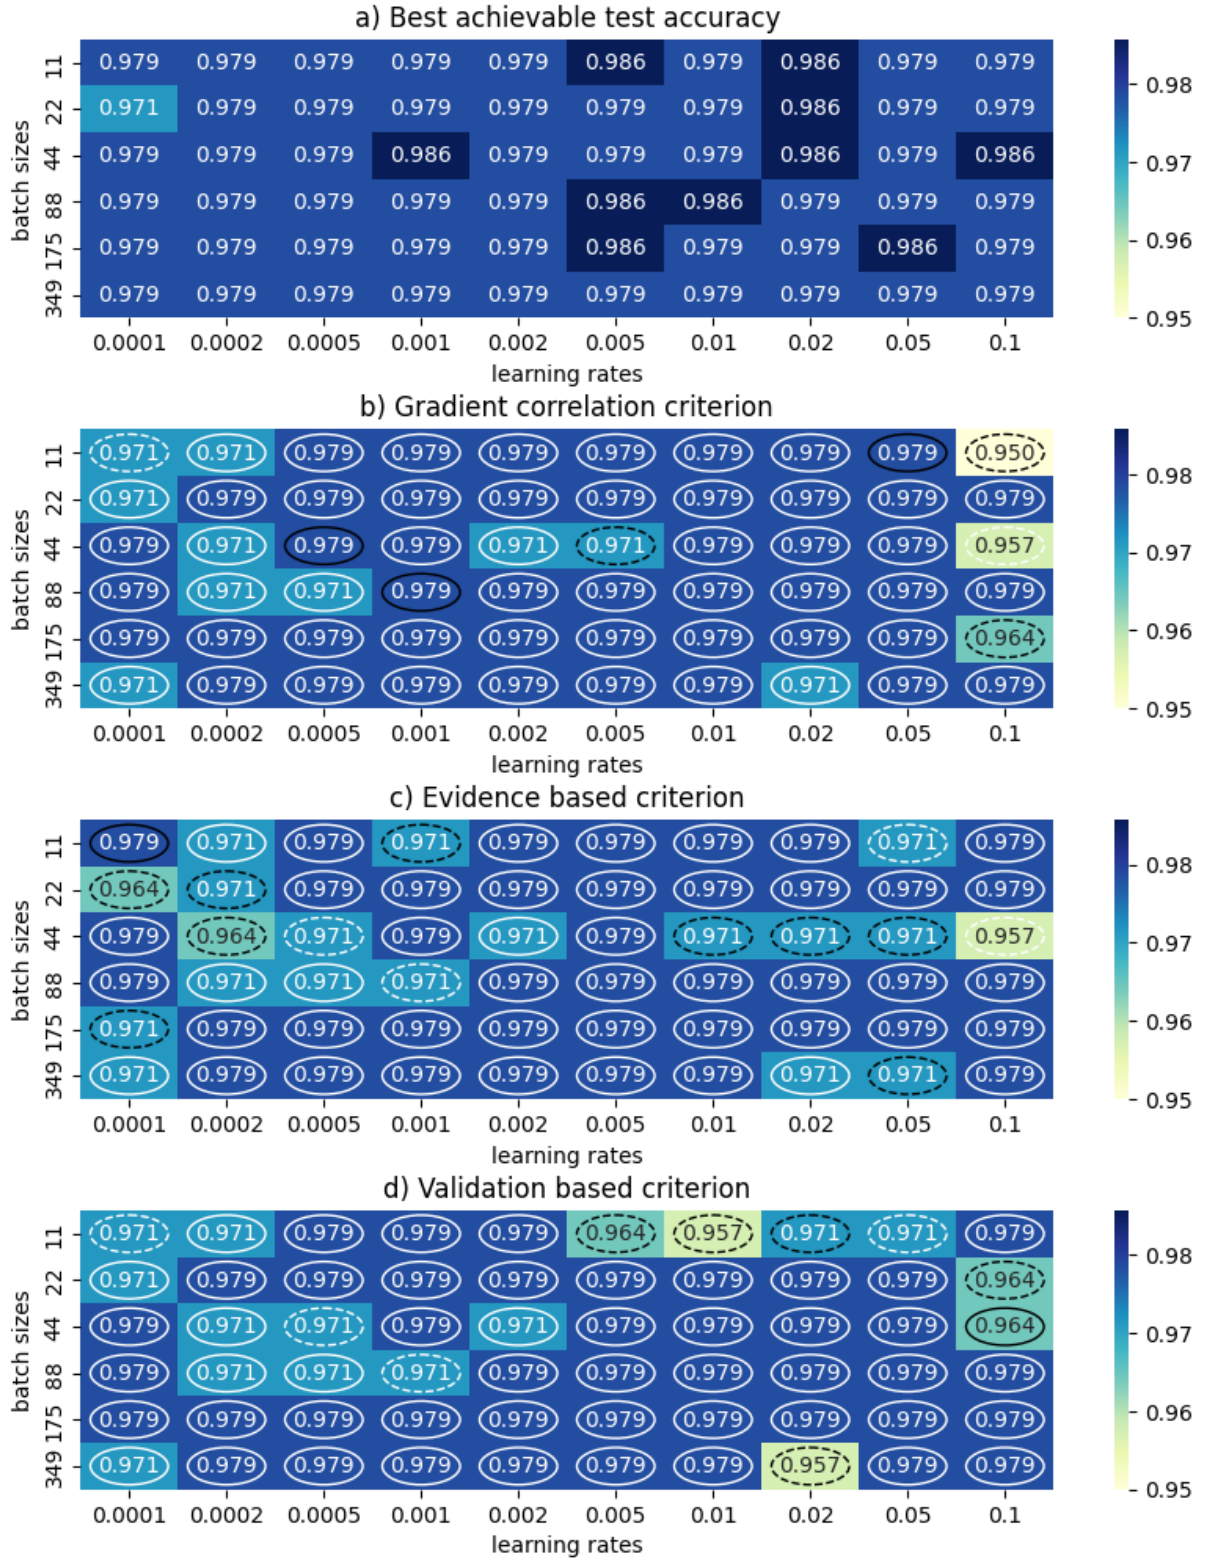 a) Best achievable test accuracy
11 0.979 0.979 0.979 0.979 0.979 0.986 0.979 0.986 0.979 0.979
22 0.971 0.979 0.979 0.979 0.979 0.979 0.979 0.986 0.979 0.979
44 0.979 0.979 0.979 0.986 0.979 0.979 0.979 0.986 0.979 0.986
88 0.979 0.979 0.979 0.979 0.979 0.986 0.986 0.979 0.979 0.979
175 0.979 0.979 0.979 0.979 0.979 0.986 0.979 0.979 0.986 0.979
349 0.979 0.979 0.979 0.979 0.979 0.979 0.979 0.979 0.979 0.979
batch sizes
0.0001 0.0002 0.0005 0.001 0.002 0.005 0.01 0.02 0.05 0.1
learning rates
0.98
0.97
0.96
0.95
b) Gradient correlation criterion
11 0.971 0.971 0.979 0.979 0.979 0.979 0.979 0.979 0.979 0.950
22 0.971 0.979 0.979 0.979 0.979 0.979 0.979 0.979 0.979 0.979
44 0.979 0.971 0.979 0.979 0.971 0.971 0.979 0.979 0.979 0.957
88 0.979 0.971 0.971 0.979 0.979 0.979 0.979 0.979 0.979 0.979
175 0.979 0.979 0.979 0.979 0.979 0.979 0.979 0.979 0.979 0.964
349 0.971 0.979 0.979 0.979 0.979 0.979 0.979 0.971 0.979 0.979
batch sizes
0.0001 0.0002 0.0005 0.001 0.002 0.005 0.01 0.02 0.05 0.1
learning rates
0.98
0.97
0.96
0.95
c) Evidence based criterion
11 0.979 0.971 0.979 0.971 0.979 0.979 0.979 0.979 0.971 0.979
22 0.964 0.971 0.979 0.979 0.979 0.979 0.979 0.979 0.979 0.979
44 0.979 0.964 0.971 0.979 0.971 0.979 0.971 0.971 0.971 0.957
88 0.979 0.971 0.971 0.971 0.979 0.979 0.979 0.979 0.979 0.979
175 0.971 0.979 0.979 0.979 0.979 0.979 0.979 0.979 0.979 0.979
349 0.971 0.979 0.979 0.979 0.979 0.979 0.979 0.971 0.971 0.979
batch sizes
0.0001 0.0002 0.0005 0.001 0.002 0.005 0.01 0.02 0.05 0.1
learning rates
0.98
0.97
0.96
0.95
d) Validation based criterion
11 0.971 0.971 0.979 0.979 0.979 0.964 0.957 0.971 0.971 0.979
22 0.971 0.979 0.979 0.979 0.979 0.979 0.979 0.979 0.979 0.964
44 0.979 0.971 0.971 0.979 0.971 0.979 0.979 0.979 0.979 0.964
88 0.979 0.971 0.971 0.971 0.979 0.979 0.979 0.979 0.979 0.979
175 0.979 0.979 0.979 0.979 0.979 0.979 0.979 0.979 0.979 0.979
349 0.971 0.979 0.979 0.979 0.979 0.979 0.979 0.957 0.979 0.979
batch sizes
0.0001 0.0002 0.0005 0.001 0.002 0.005 0.01 0.02 0.05 0.1
learning rates
0.98
0.97
0.96
0.95